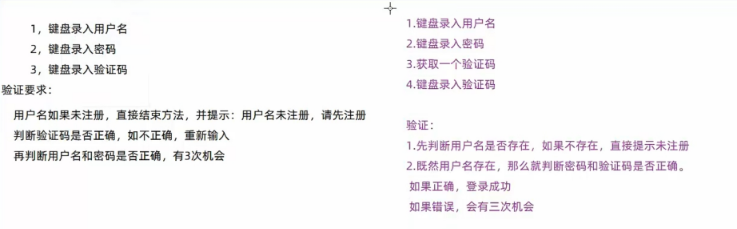 1，键盘录入用户名
2，键盘录入密码
3，键盘录入验证码
验证要求：
用户名如果未注册，直接结束方法，并提示：用户名未注册，请先注册
判断验证码是否正确，如不正确，重新输入
再判断用户名和密码是否正确，有3次机会
1.键盘录入用户名
2.键盘录入密码
3.获取一个验证码
4.键盘录入验证码
验证：
1.先判断用户名是否存在，如果不存在，直接提示未注册
2.既然用户名存在，那么就判断密码和验证码是否正确。
如果正确，登录成功
如果错误，会有三次机会